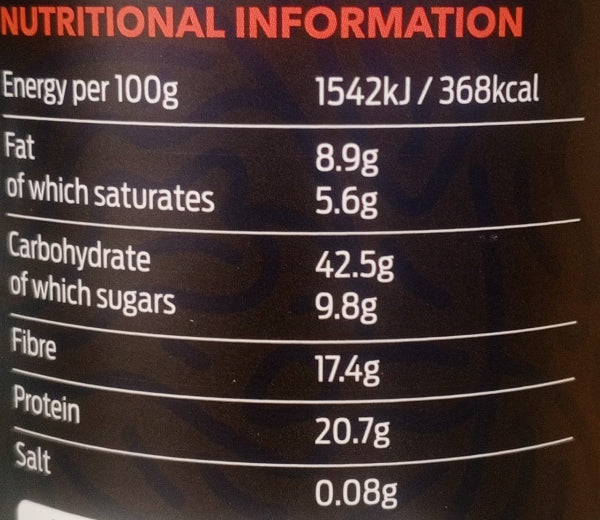 NUTRITIONAL INFORMATION
Energy per 100g 1542kJ / 368kcal
Fat 8.9g
of which saturates 5.6g
Carbohydrate 42.5g
of which sugars 9.8g
Fibre 17.4g
Protein 20.7g
Salt 0.08g